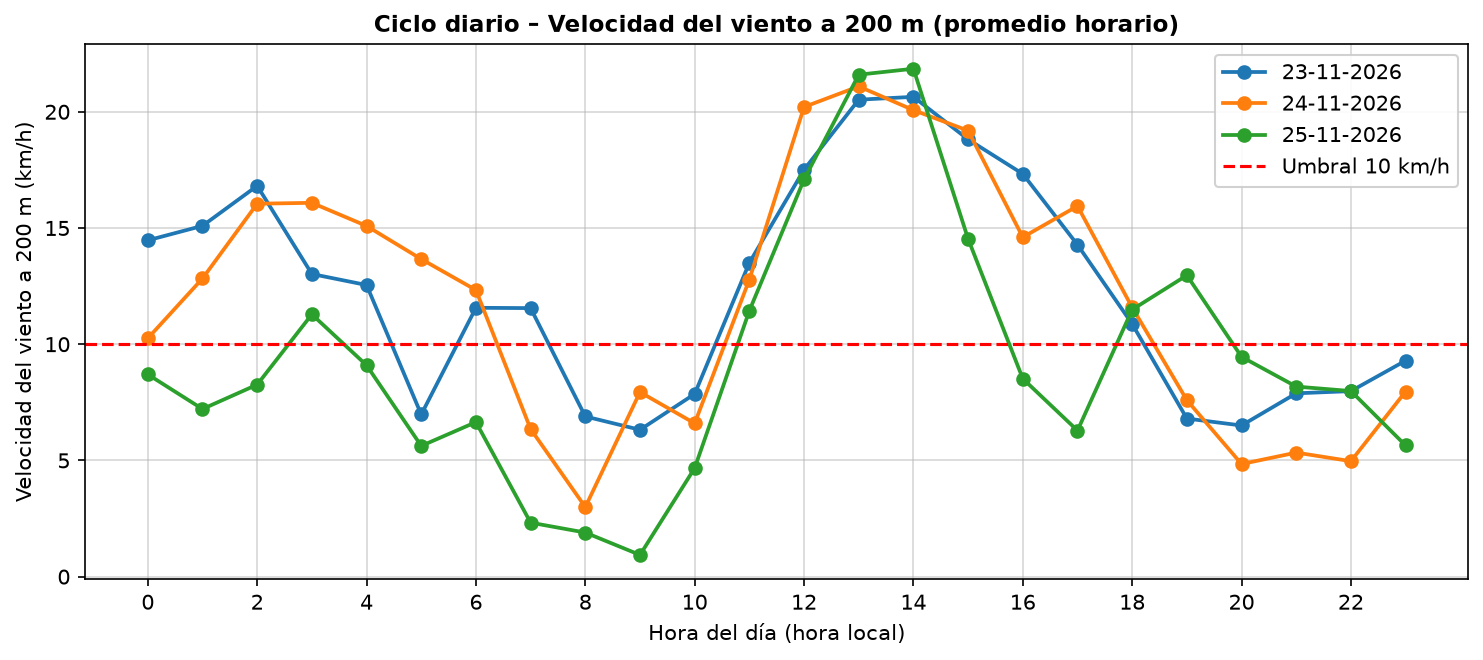 Ciclo diario – Velocidad del viento a 200 m (promedio horario)
Velocidad del viento a 200 m (km/h)
20
15
10
5
0
23-11-2026
24-11-2026
25-11-2026
Umbral 10 km/h
0 2 4 6 8 10 12 14 16 18 20 22
Hora del día (hora local)